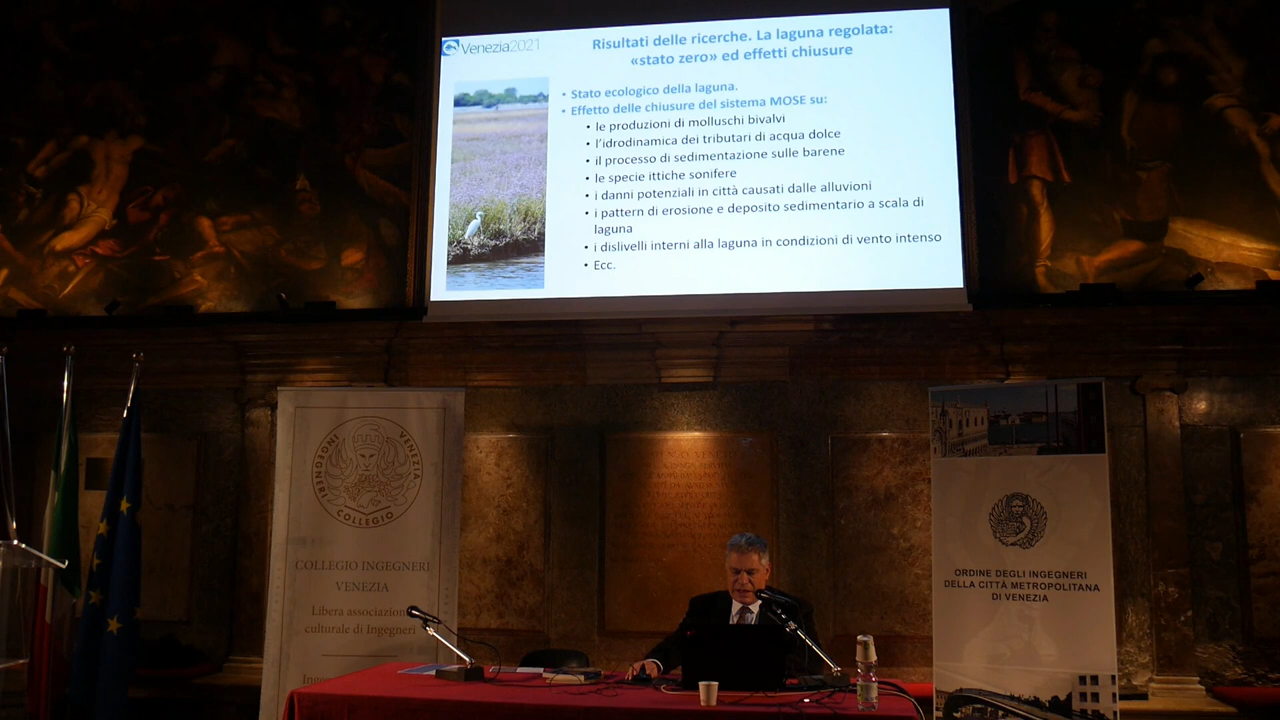 Venezia2021
Risultati delle ricerche. La laguna regolata:
«stato zero» ed effetti chiusure
• Stato ecologico della laguna.
• Effetto delle chiusure del sistema MOSE su:
• le produzioni di molluschi bivalvi
• l'idrodinamica dei tributari di acqua dolce
• il processo di sedimentazione sulle barene
• le specie ittiche sonifere
• i danni potenziali in città causati dalle alluvioni
• i pattern di erosione e deposito sedimentario a scala di
laguna
• i dislivelli interni alla laguna in condizioni di vento intenso
• Ecc.
INGEGNERI VENEZIA
COLLEGIO
COLLEGIO INGEGNERI
VENEZIA
Libera associazione
culturale di Ingegneri
ORDINE DEGLI INGEGNERI
DELLA CITTÀ METROPOLITANA
DI VENEZIA